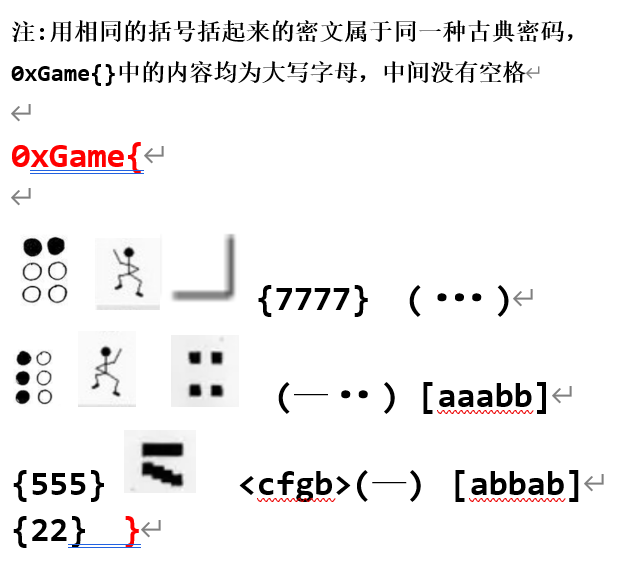 注:用相同的括号括起来的密文属于同一种古典密码，
0xGame{}中的内容均为大写字母，中间没有空格
0xGame{
{7777} (•••)
(—••) [aaabb]
{555} <cfgb>(—) [abbab]
{22} }